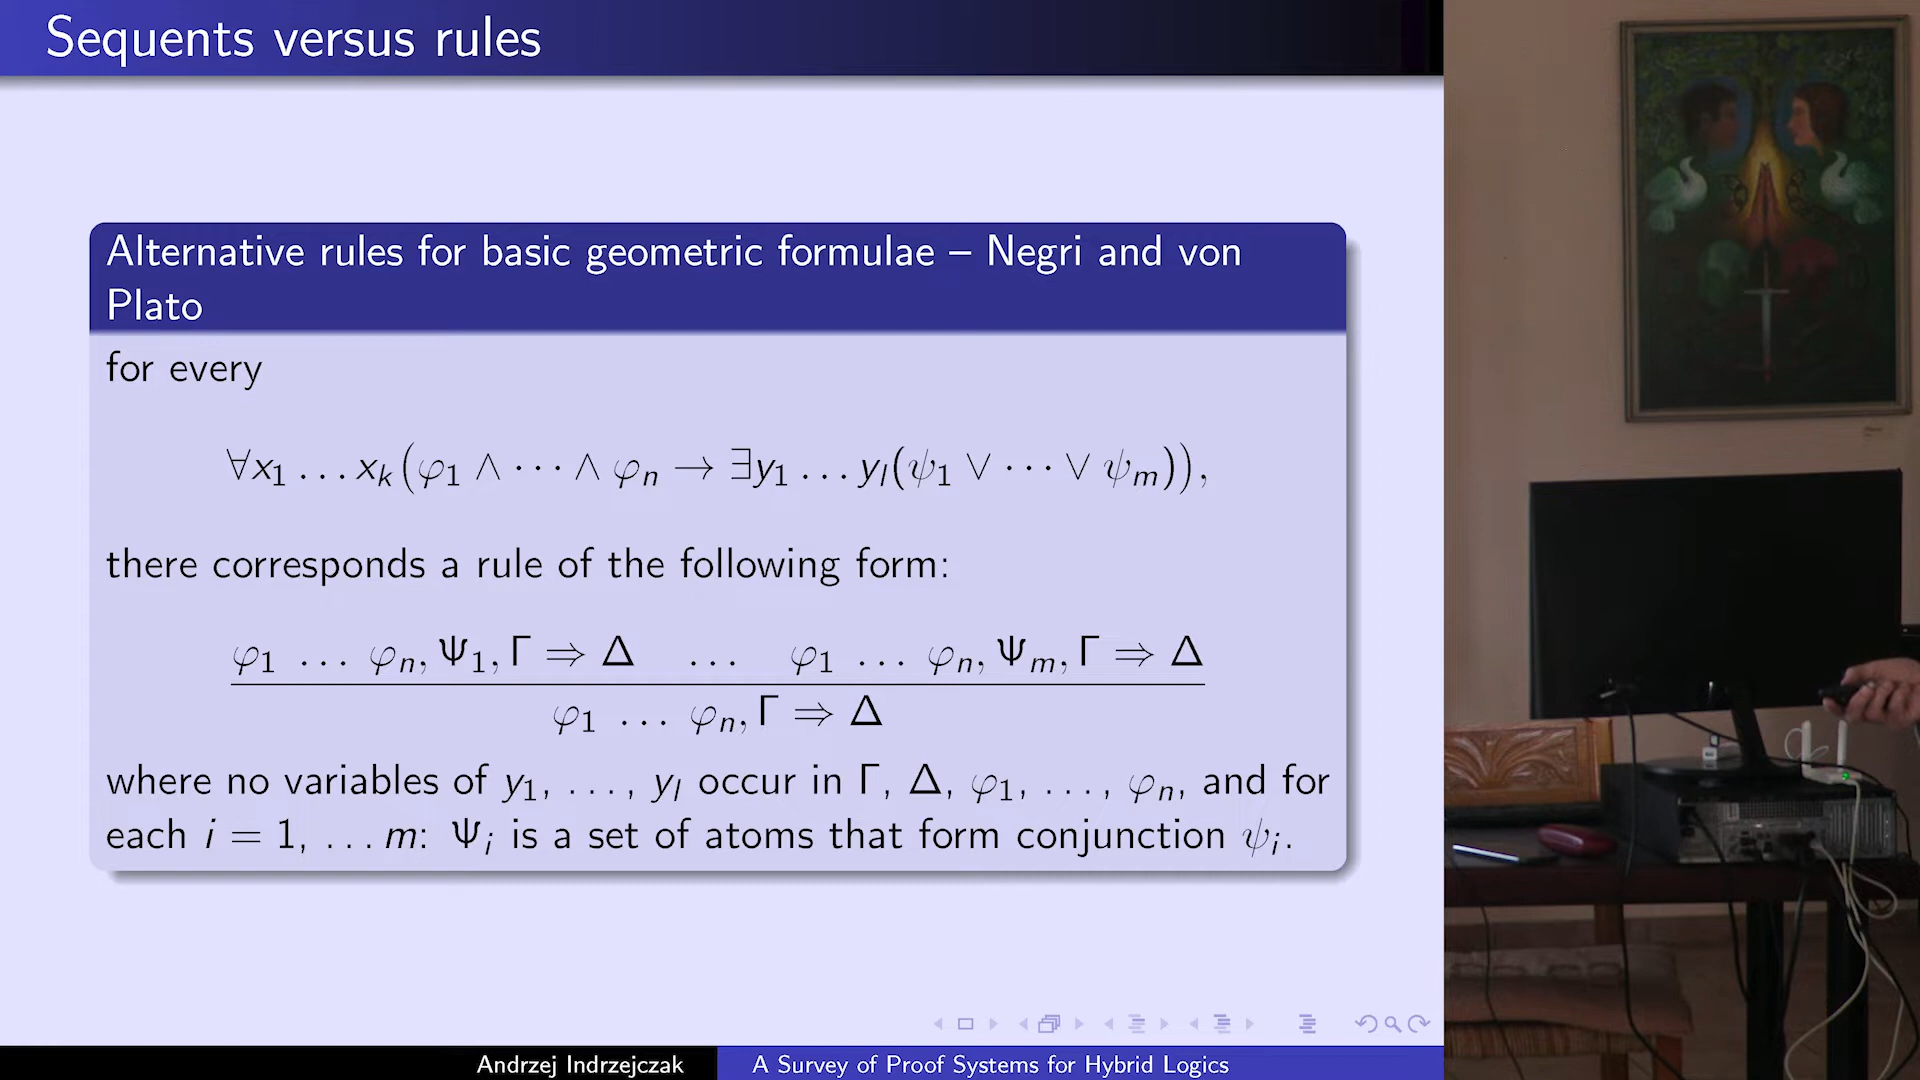 Sequents versus rules
Alternative rules for basic geometric formulae – Negri and von
Plato
for every
∀x₁ … xₖ(φ₁ ∧ ⋯ ∧ φₙ → ∃y₁ … yₗ(ψ₁ ∨ ⋯ ∨ ψₘ)),
there corresponds a rule of the following form:
φ₁ … φₙ, Ψ₁, Γ ⇒ Δ … φ₁ … φₙ, Ψₘ, Γ ⇒ Δ
φ₁ … φₙ, Γ ⇒ Δ
where no variables of y₁, …, yₗ occur in Γ, Δ, φ₁, …, φₙ, and for
each i = 1, … m: Ψᵢ is a set of atoms that form conjunction ψᵢ.
Andrzej Indrzejczak
A Survey of Proof Systems for Hybrid Logics